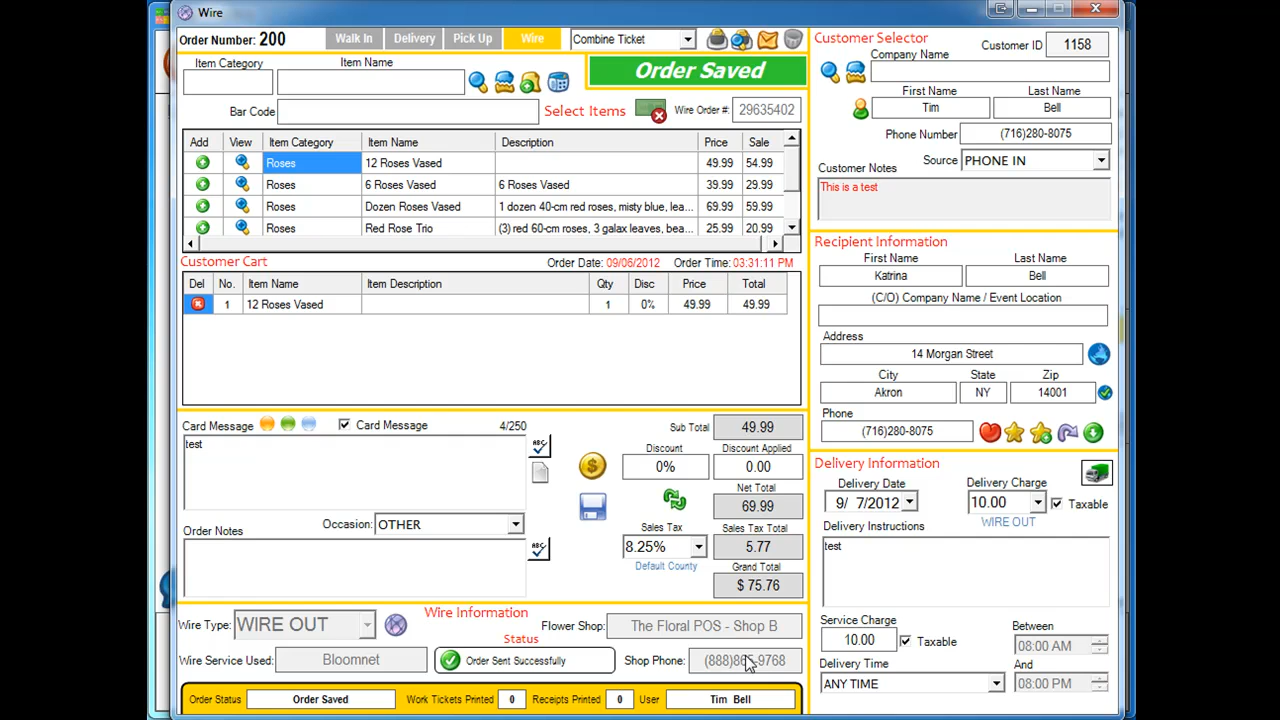 Wire
Order Number: 200
Walk In
Delivery
Pick Up
Wire
Combine Ticket
Item Category
Item Name
Order Saved
Bar Code
Select Items
Wire Order #: 29635402
Add View Item Category Item Name Description Price Sale
Roses 12 Roses Vased 49.99 54.99
Roses 6 Roses Vased 6 Roses Vased 39.99 29.99
Roses Dozen Roses Vased 1 dozen 40-cm red roses, misty blue, lea... 69.99 59.99
Roses Red Rose Trio (3) red 60-cm roses, 3 galax leaves, bea... 25.99 20.99
Customer Cart
Order Date: 09/06/2012 Order Time: 03:31:11 PM
Del No. Item Name Item Description Qty Disc Price Total
1 12 Roses Vased 1 0% 49.99 49.99
Card Message
Card Message
4/250
test
ABC
Occasion: OTHER
Order Notes
ABC
Sub Total 49.99
Discount Discount Applied
0% 0.00
Net Total
69.99
Sales Tax Sales Tax Total
8.25% 5.77
Default County
Grand Total
$ 75.76
Wire Information
Wire Type: WIRE OUT
Flower Shop: The Floral POS - Shop B
Status
Wire Service Used: Bloomnet
Order Sent Successfully
Shop Phone:
Order Status Order Saved
Work Tickets Printed 0
Receipts Printed 0
User Tim Bell
Customer Selector
Customer ID 1158
Company Name
First Name Last Name
Tim Bell
Phone Number (716)280-8075
Source PHONE IN
Customer Notes
This is a test
Recipient Information
First Name Last Name
Katrina Bell
(C/O) Company Name / Event Location
Address
14 Morgan Street
City State Zip
Akron NY 14001
Phone
(716)280-8075
Delivery Information
Delivery Date Delivery Charge
9/ 7/2012 10.00 Taxable
WIRE OUT
Delivery Instructions
test
Service Charge
10.00 Taxable
Between
08:00 AM
Delivery Time And
ANY TIME 08:00 PM